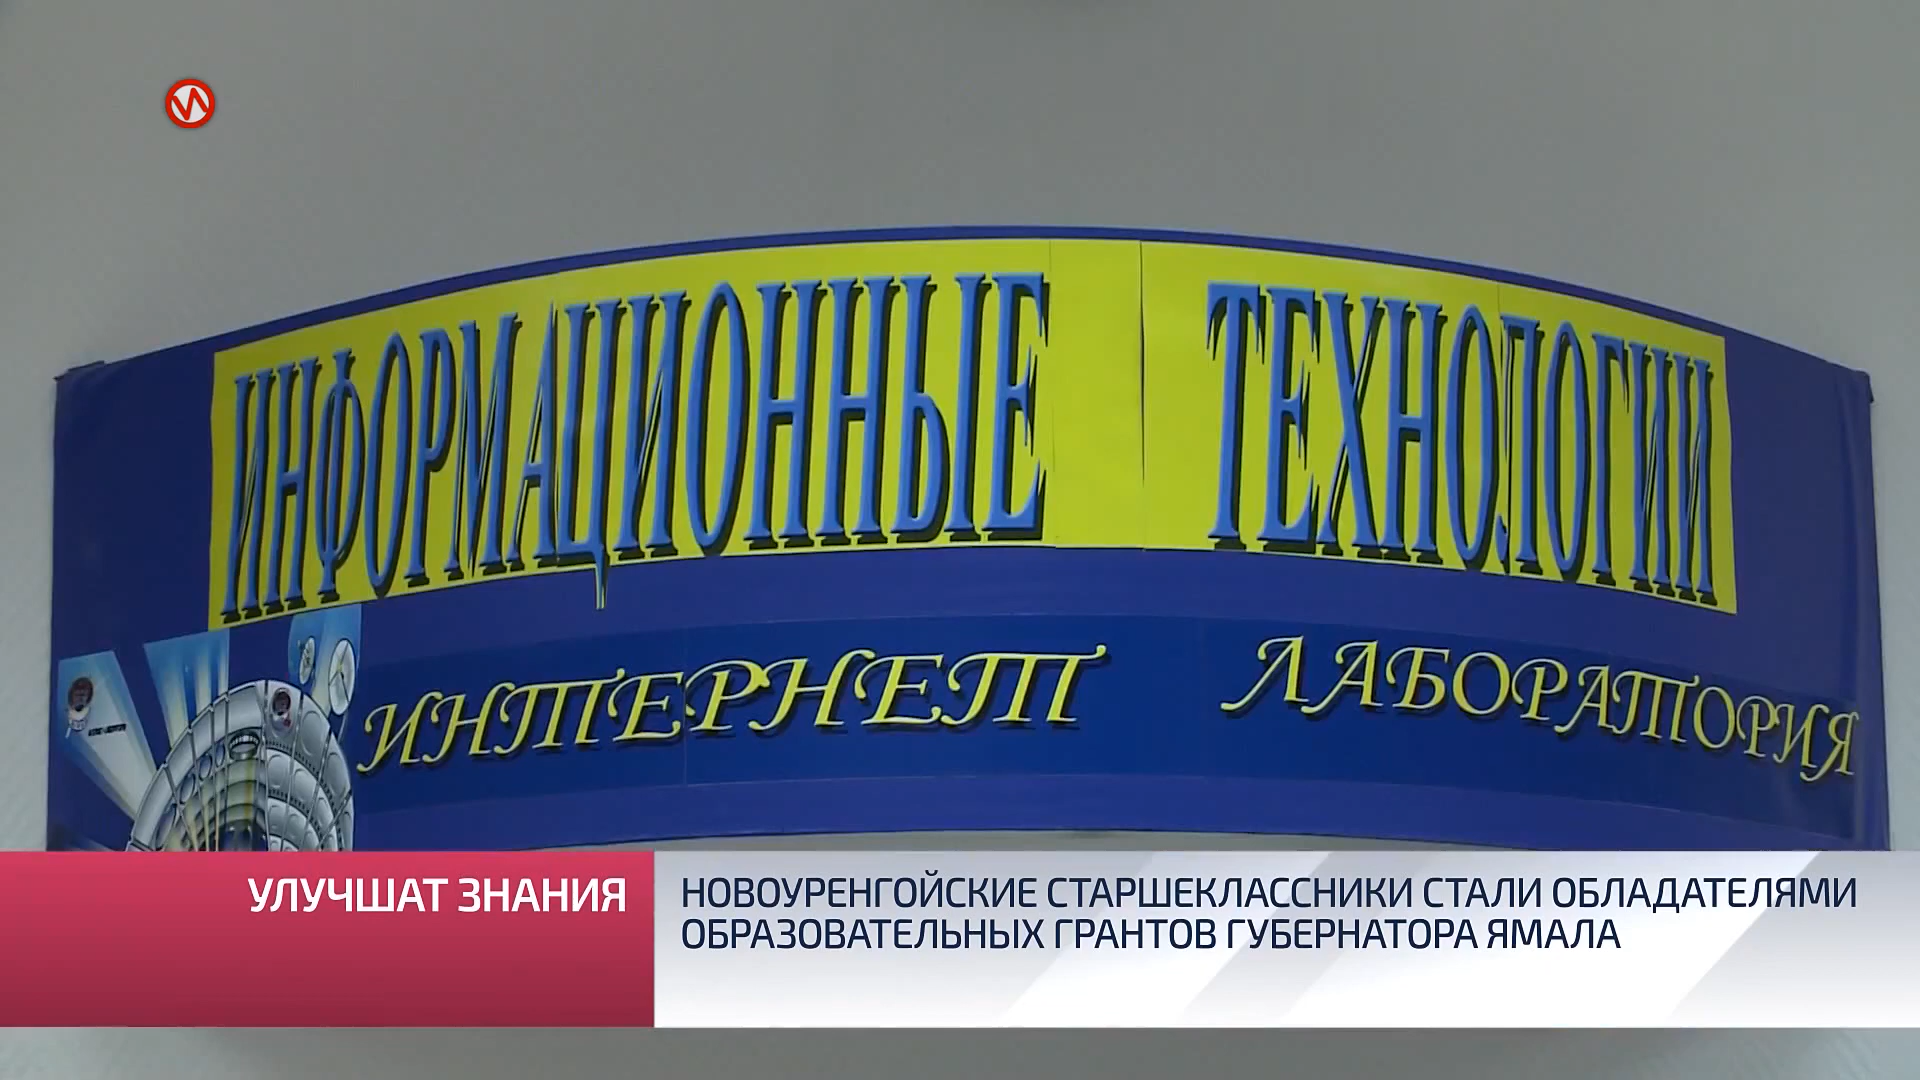 ИНФОРМАЦИОННЫЕ ТЕХНОЛОГИИ
ИНТЕРНЕТ ЛАБОРАТОРИЯ
УЛУЧШАТ ЗНАНИЯ
НОВОУРЕНГОЙСКИЕ СТАРШЕКЛАССНИКИ СТАЛИ ОБЛАДАТЕЛЯМИ
ОБРАЗОВАТЕЛЬНЫХ ГРАНТОВ ГУБЕРНАТОРА ЯМАЛА